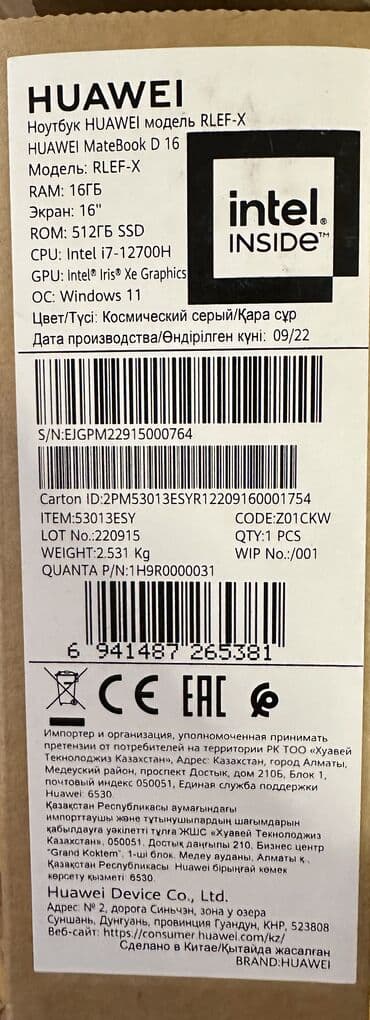 HUAWEI
Ноутбук HUAWEI модель RLEF-X
HUAWEI MateBook D 16
Модель: RLEF-X
RAM: 16ГБ
Экран: 16"
ROM: 512ГБ SSD
CPU: Intel i7-12700H
GPU: Intel® Iris® Xe Graphics
ОС: Windows 11
intel®
INSIDE™
Цвет/Түсі: Космический серый/Қара сұр
Дата производства/Өндірілген күні: 09/22
S/N:EJGPM22915000764
Carton ID:2PM53013ESYR12209160001754
ITEM:53013ESY CODE:Z01CKW
LOT No.:220915 QTY:1 PCS
WEIGHT:2.531 Kg WIP No.:/001
QUANTA P/N:1H9R0000031
6 941487 265381
CE EAC
Импортер и организация, уполномоченная принимать
претензии от потребителей на территории РК ТОО «Хуавей
Текнолоджиз Казахстан», Адрес: Казахстан, город Алматы,
Медеуский район, проспект Достык, дом 210Б, Блок 1,
почтовый индекс 050051, Единая служба поддержки
Huawei: 6530.
Қазақстан Республикасы аумағындағы
импорттаушы және тұтынушылардың шағымдарын
қабылдауға уәкілетті тұлға ЖШС «Хуавей Текнолоджиз
Казахстан», 050051, Достық даңғылы 210, Бизнес центр
"Grand Koktem", 1-ші блок. Медеу ауданы, Алматы қ.,
Қазақстан Республикасы Huawei бірыңғай көмек
көрсету қызметі: 6530.
Huawei Device Co., Ltd.
Адрес: № 2, дорога Синьчэн, зона у озера
Суншань, Дунгуань, провинция Гуандун, КНР, 523808
Веб-сайт: https://consumer.huawei.com/kz/
Сделано в Китае/Қытайда жасалған
BRAND:HUAWEI